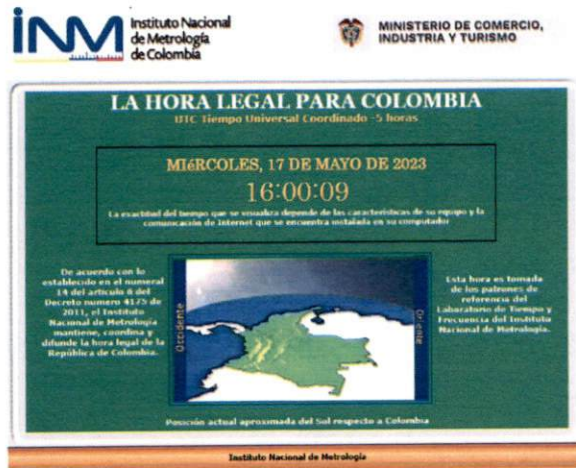 INM
Instituto Nacional
de Metrología
de Colombia
MINISTERIO DE COMERCIO,
INDUSTRIA Y TURISMO
LA HORA LEGAL PARA COLOMBIA
UTC Tiempo Universal Coordinado -5 horas
MIéRCOLES, 17 DE MAYO DE 2023
16:00:09
La exactitud del tiempo que se visualiza depende de las características de su equipo y la
comunicación de Internet que se encuentra instalada en su computador
De acuerdo con lo
establecido en el numeral
14 del artículo 6 del
Decreto numero 4175 de
2011, el Instituto
Nacional de Metrología
mantiene, coordina y
difunde la hora legal de la
República de Colombia.
Occidente
Oriente
Esta hora es tomada
de los patrones de
referencia del
Laboratorio de Tiempo y
Frecuencia del Instituto
Nacional de Metrología.
Posición actual aproximada del Sol respecto a Colombia
Instituto Nacional de Metrología